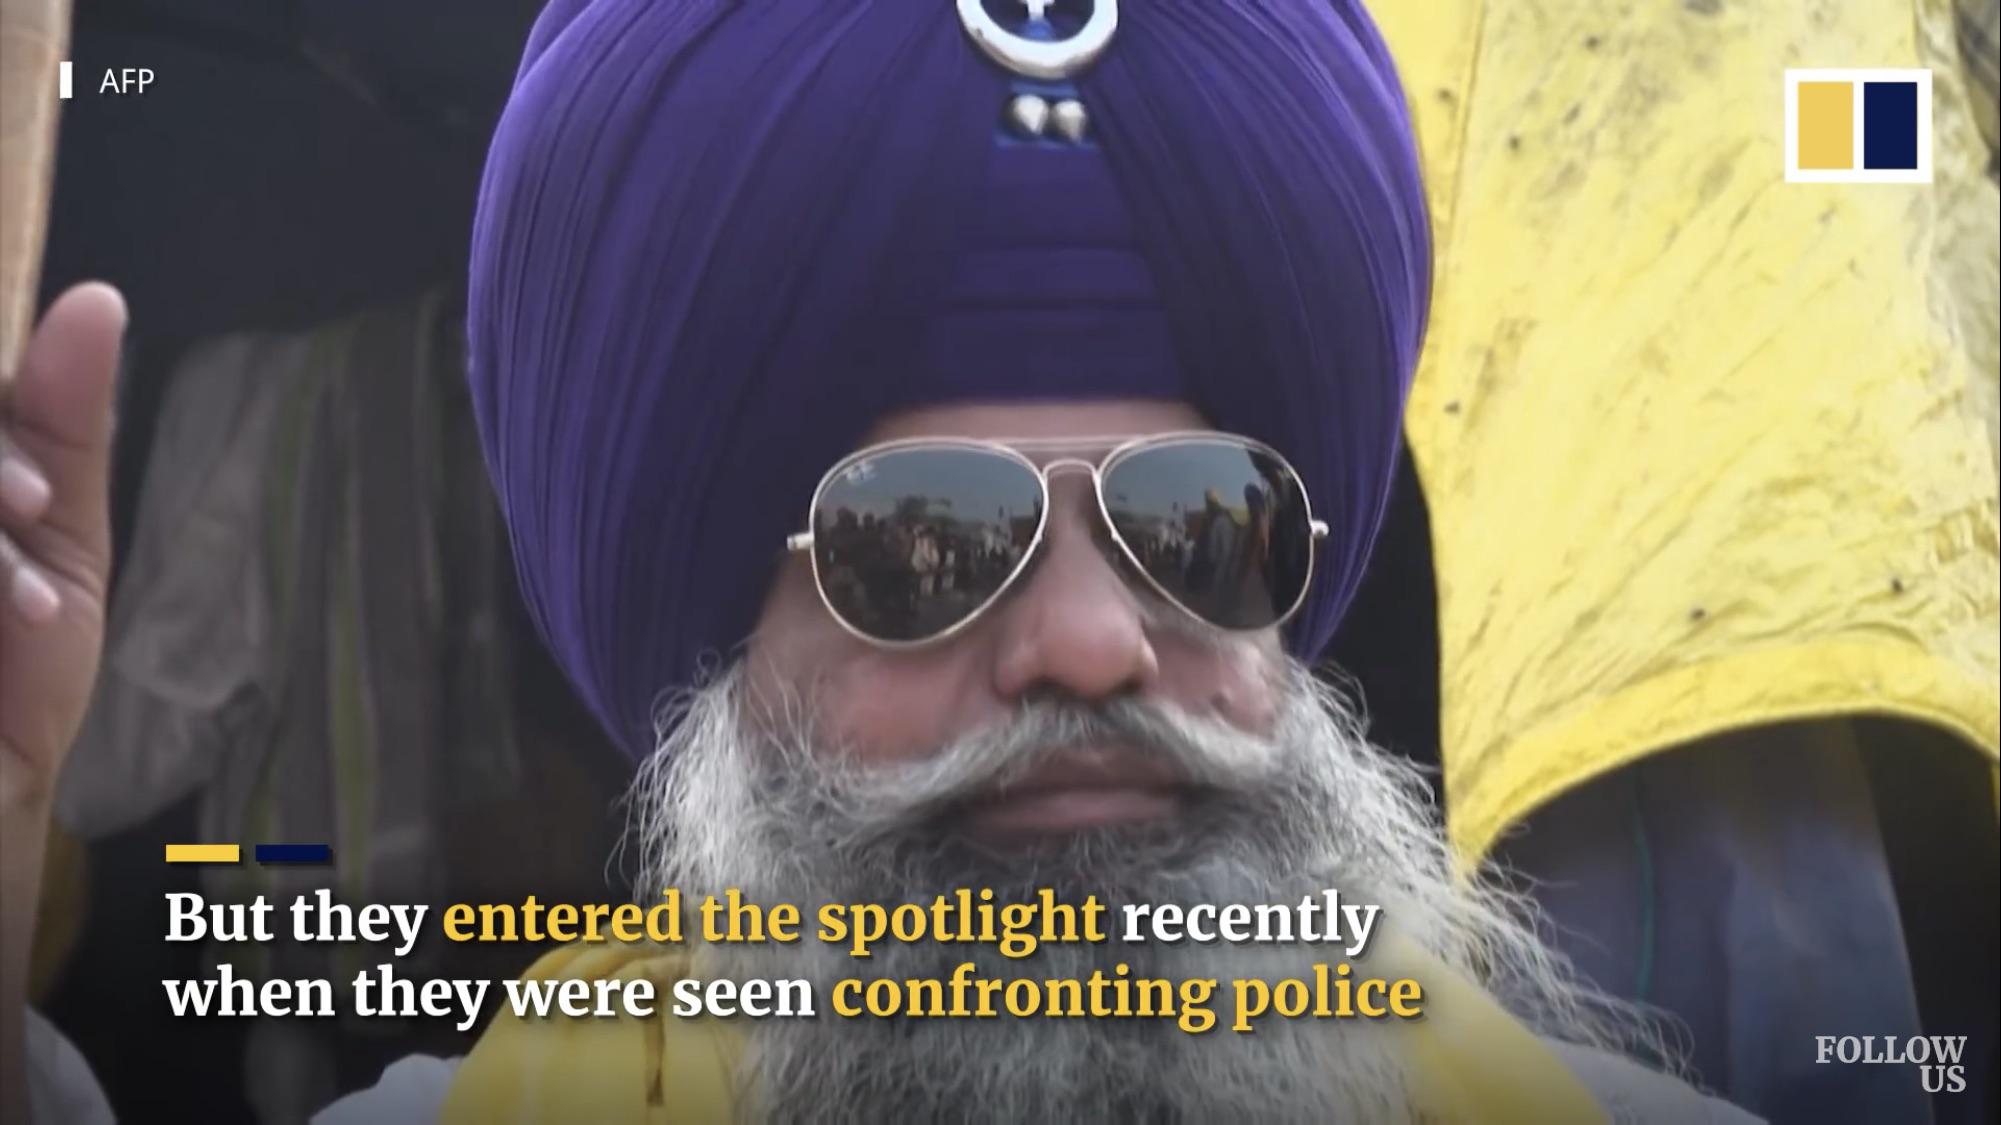 AFP
But they entered the spotlight recently
when they were seen confronting police
FOLLOW
US